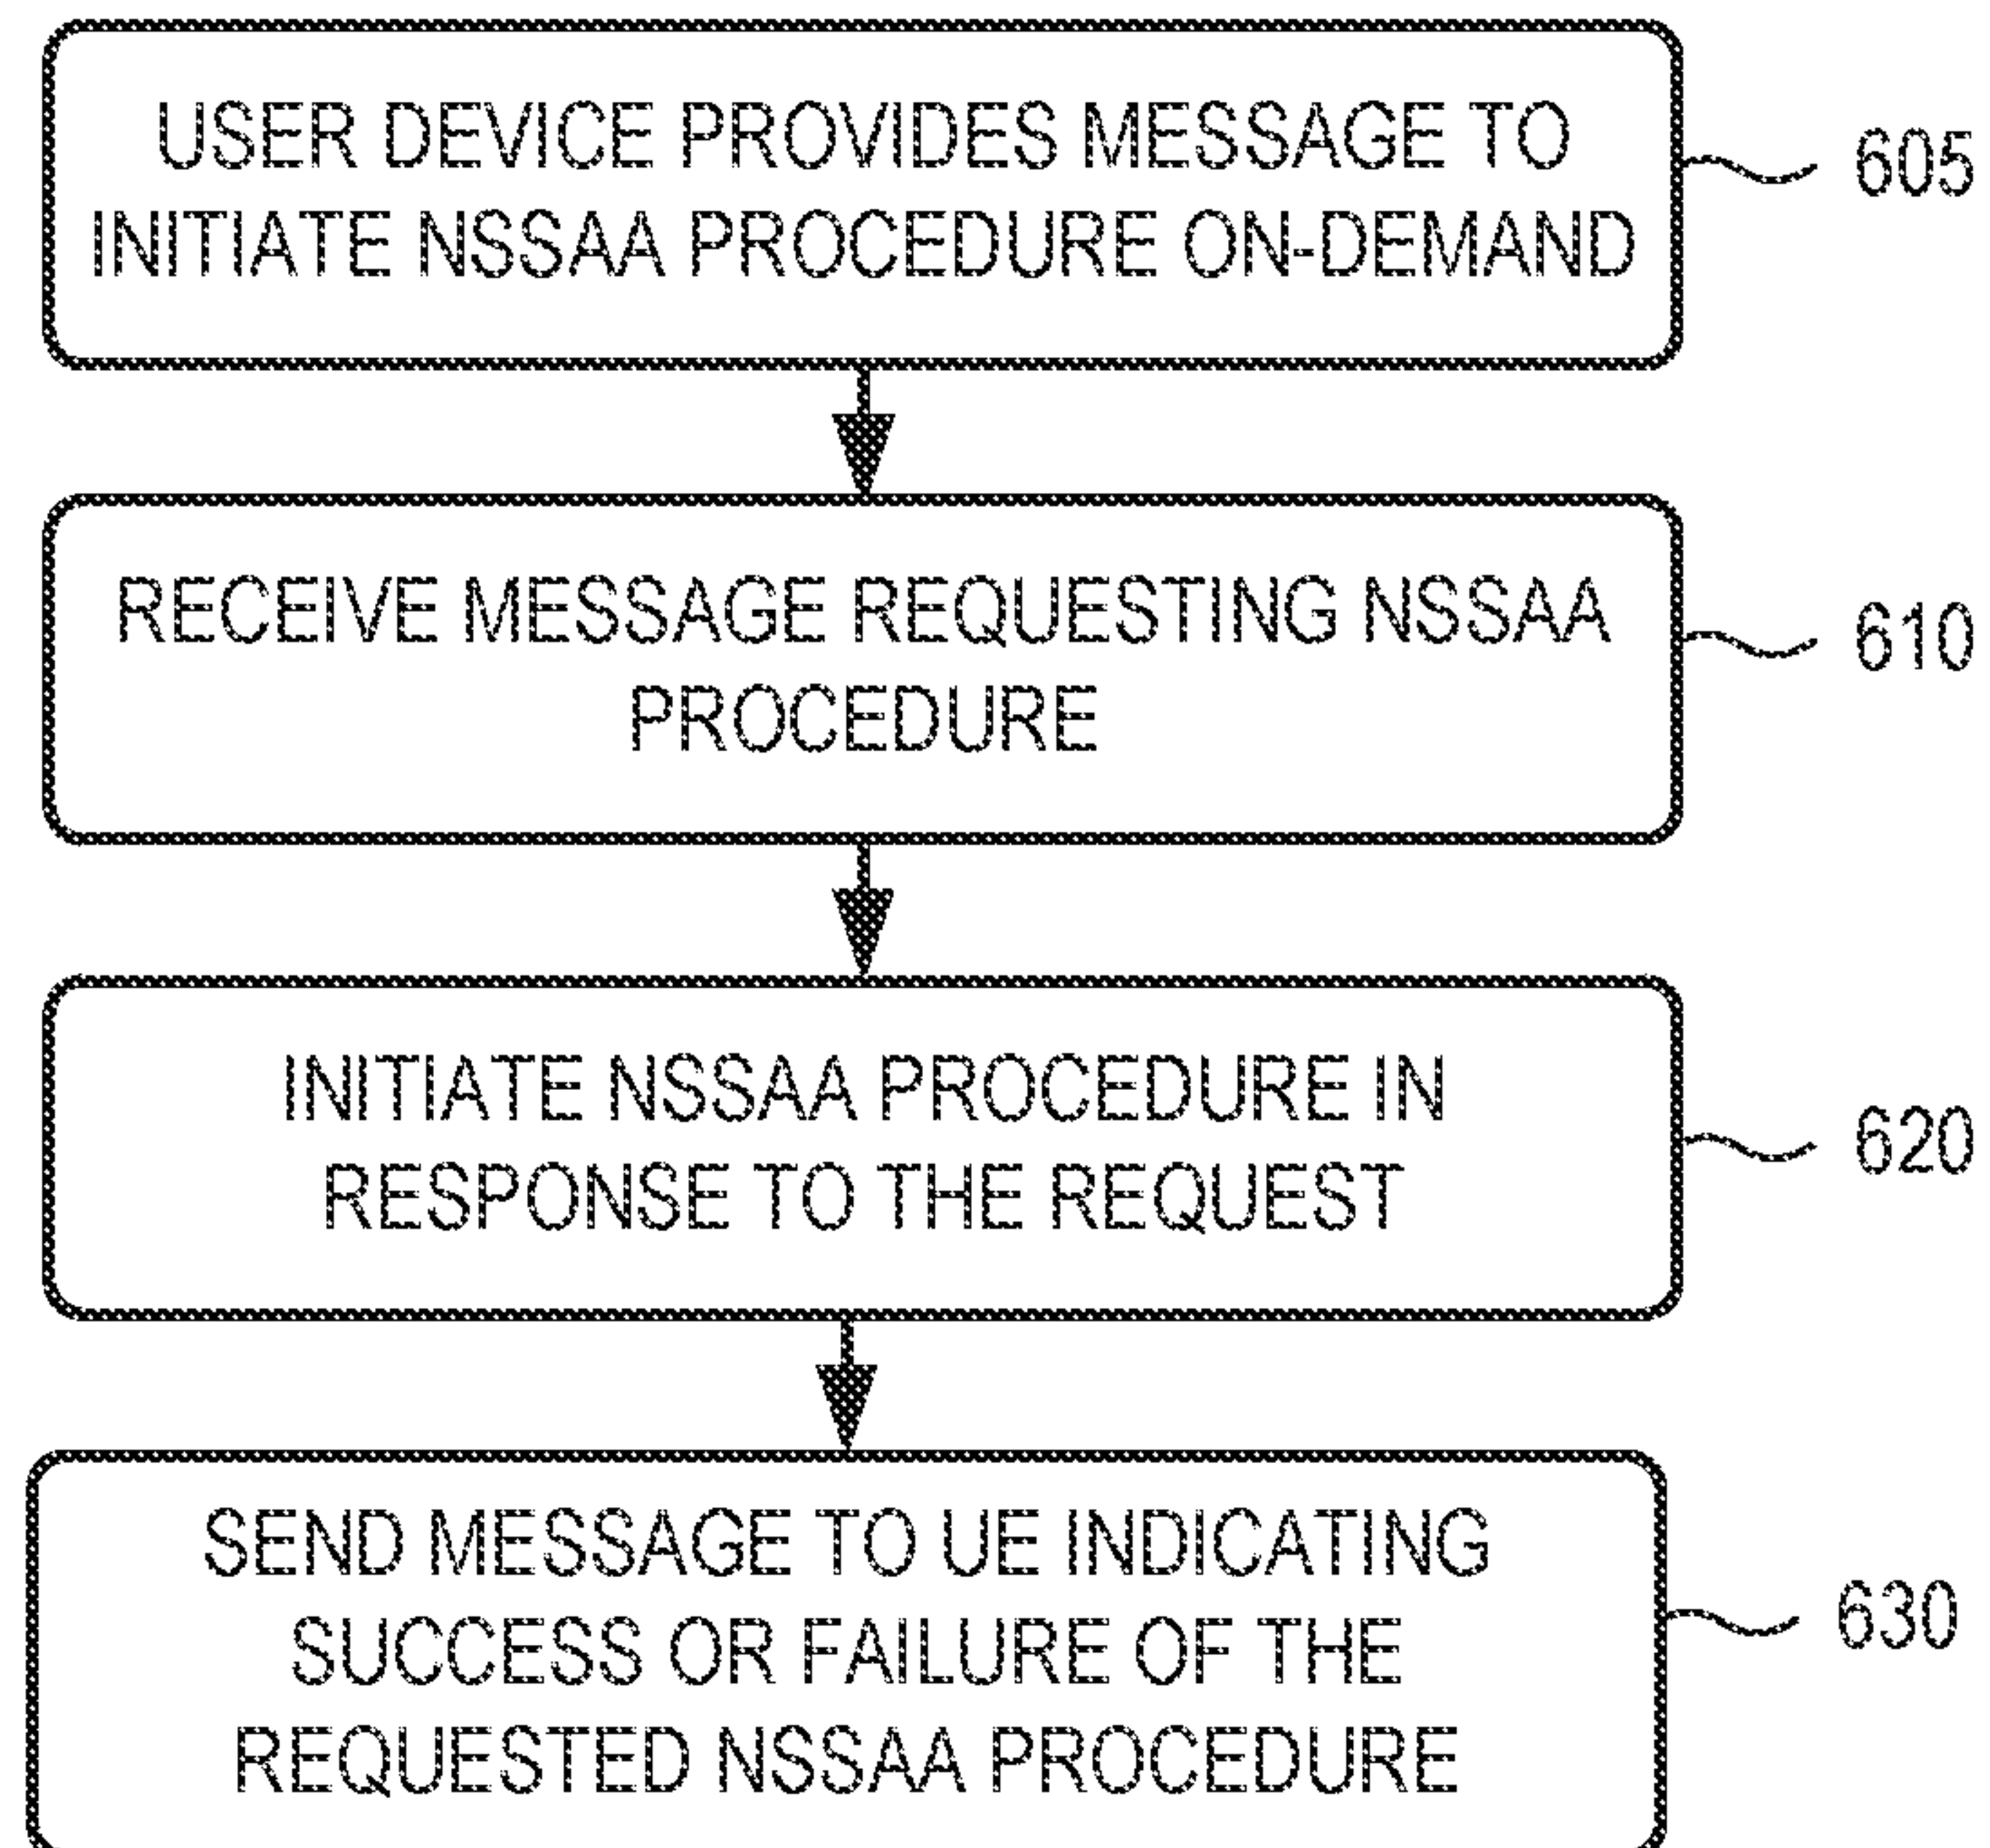 USER DEVICE PROVIDES MESSAGE TO
INITIATE NSSAA PROCEDURE ON-DEMAND
605
RECEIVE MESSAGE REQUESTING NSSAA
PROCEDURE
610
INITIATE NSSAA PROCEDURE IN
RESPONSE TO THE REQUEST
620
SEND MESSAGE TO UE INDICATING
SUCCESS OR FAILURE OF THE
REQUESTED NSSAA PROCEDURE
630